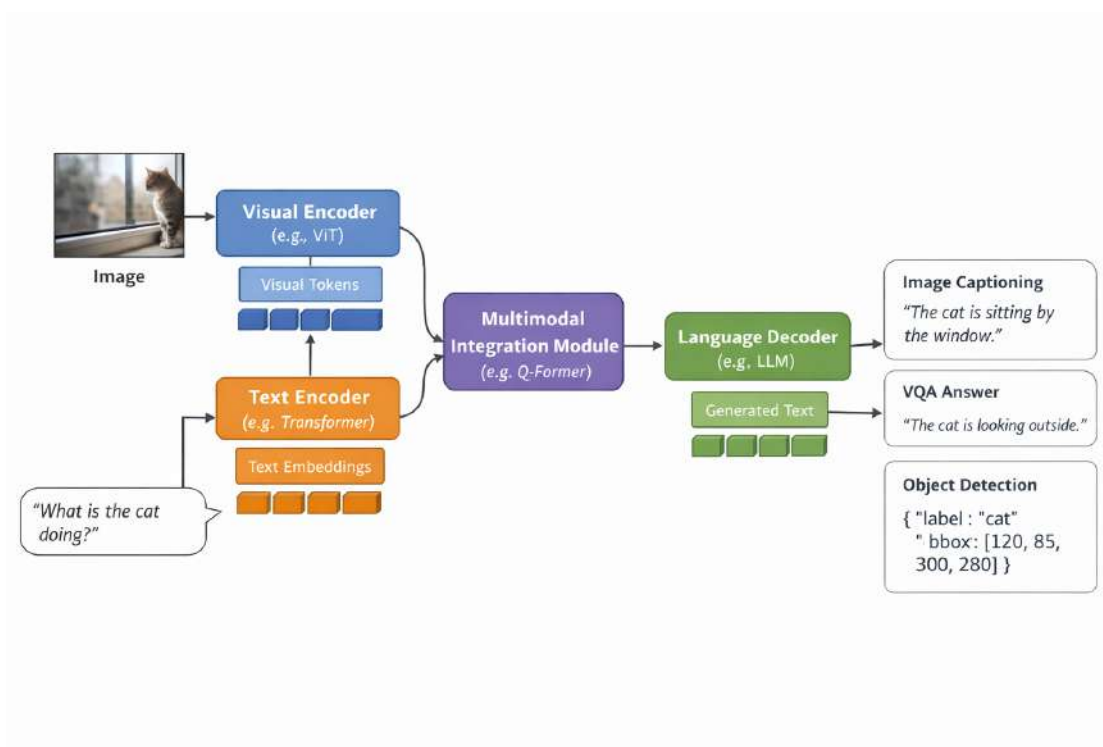 Image
Visual Encoder
(e.g., ViT)
Visual Tokens
Text Encoder
(e.g. Transformer)
Text Embeddings
“What is the cat
doing?”
Multimodal
Integration Module
(e.g. Q-Former)
Language Decoder
(e.g, LLM)
Generated Text
Image Captioning
“The cat is sitting by
the window.”
VQA Answer
“The cat is looking outside.”
Object Detection
{ "label : "cat"
" bbox: [120, 85,
300, 280] }